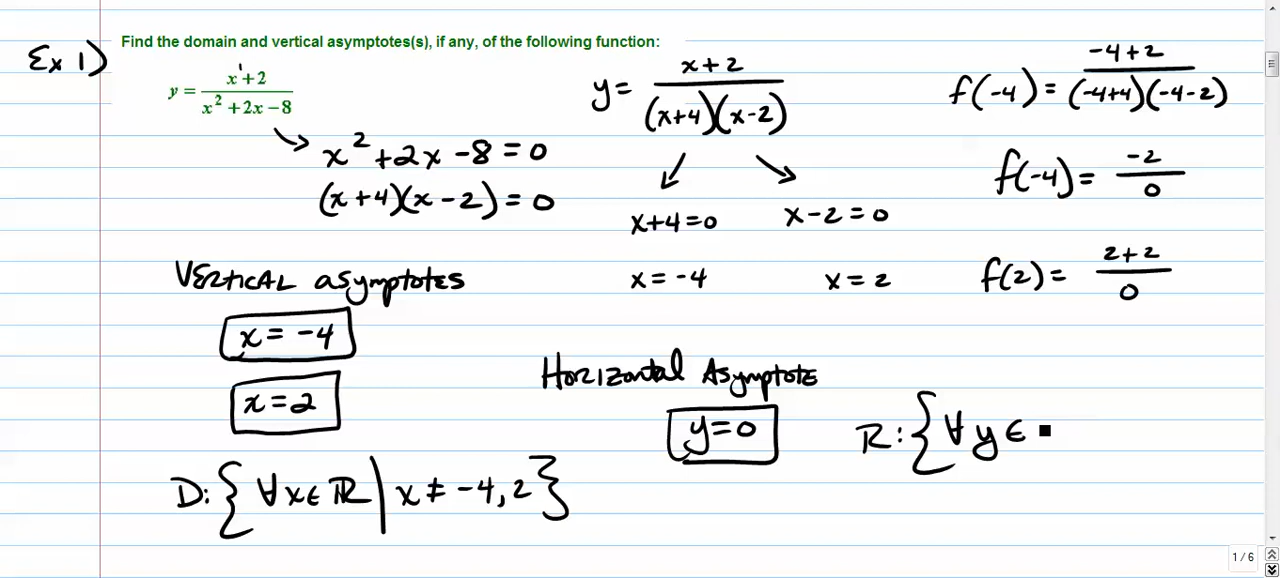 Ex 1)
Find the domain and vertical asymptotes(s), if any, of the following function:
y = x¹+2 / x² + 2x − 8
x² + 2x − 8 = 0
(x + 4)(x − 2) = 0
y = x + 2 / (x+4)(x−2)
x+4=0
x−2=0
x = −4
x = 2
f(−4) = −4+2 / (−4+4)(−4−2)
f(−4) = −2 / 0
f(2) = 2+2 / 0
VERTICAL asymptotes
x = −4
x = 2
Horizontal Asymptote
y = 0
D: { ∀ x ∈ ℝ | x ≠ −4, 2 }
R: { ∀ y ∈
1 / 6